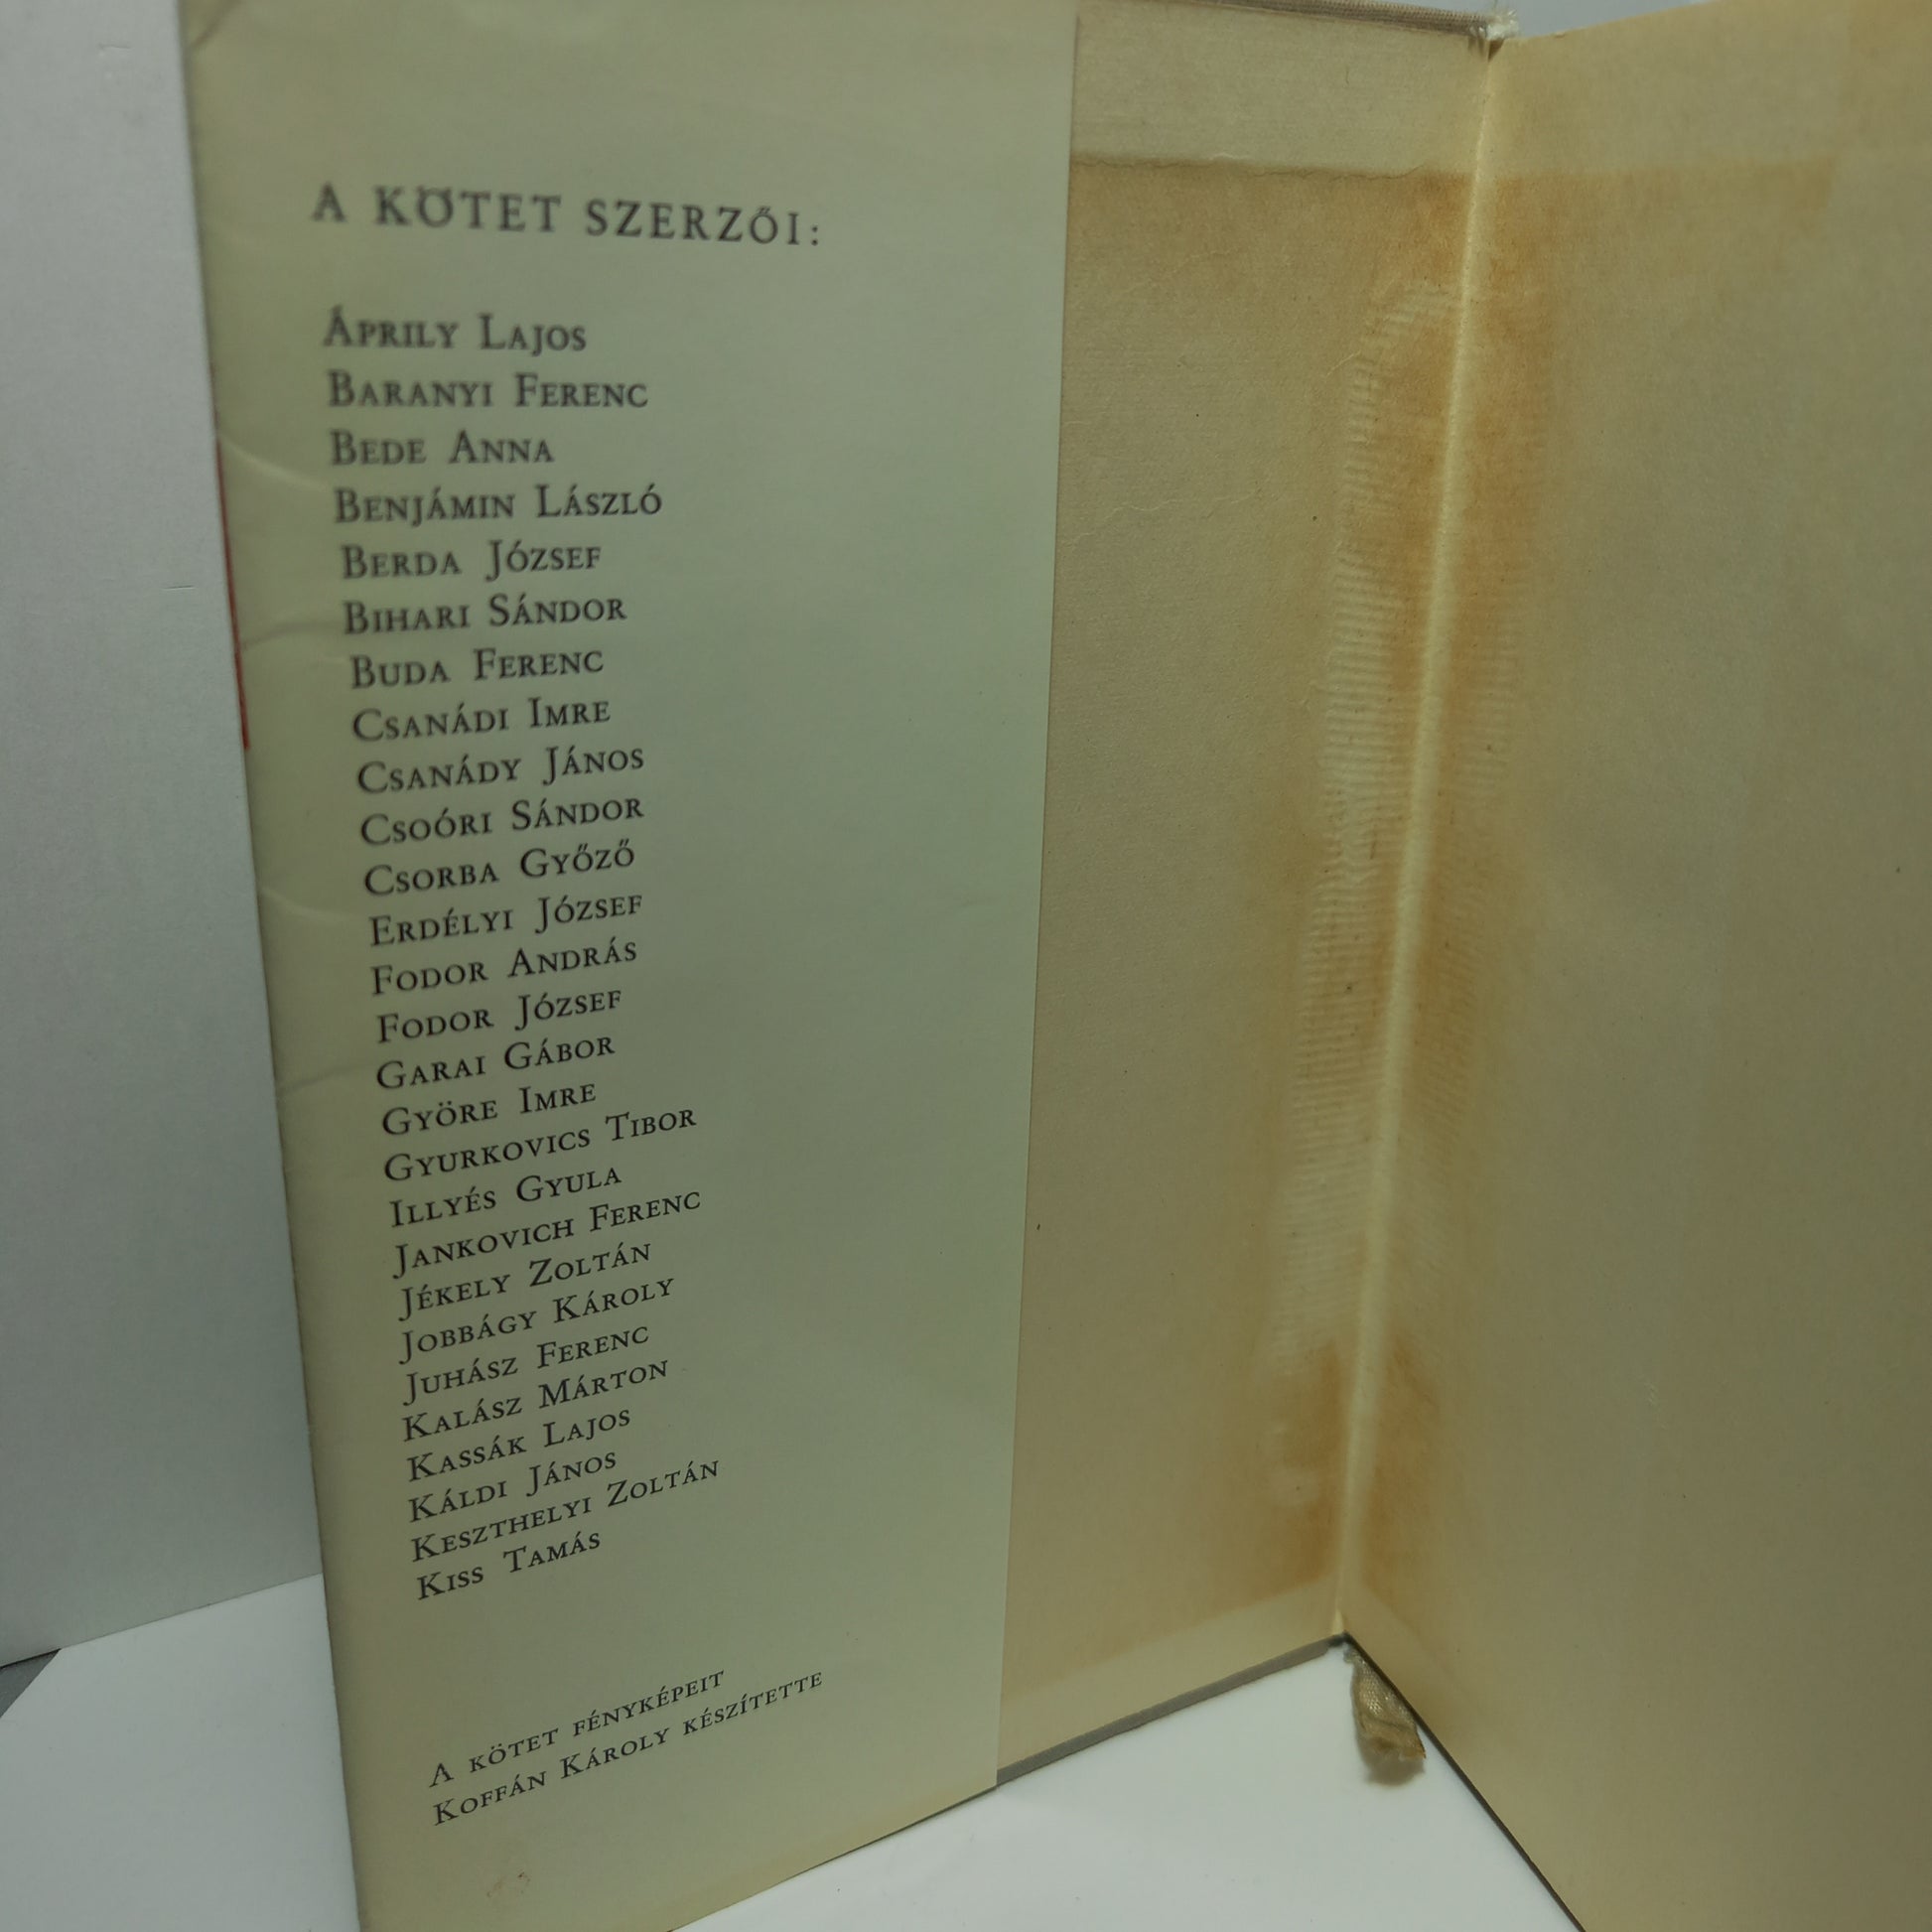 A KÖTET SZERZŐI:
ÁPRILY LAJOS
BARANYI FERENC
BEDE ANNA
BENJÁMIN LÁSZLÓ
BERDA JÓZSEF
BIHARI SÁNDOR
BUDA FERENC
CSANÁDI IMRE
CSANÁDY JÁNOS
CSOÓRI SÁNDOR
CSORBA GYŐZŐ
ERDÉLYI JÓZSEF
FODOR ANDRÁS
FODOR JÓZSEF
GARAI GÁBOR
GYÖRE IMRE
GYURKOVICS TIBOR
ILLYÉS GYULA
JANKOVICH FERENC
JÉKELY ZOLTÁN
JOBBÁGY KÁROLY
JUHÁSZ FERENC
KALÁSZ MÁRTON
KASSÁK LAJOS
KÁLDI JÁNOS
KESZTHELYI ZOLTÁN
KISS TAMÁS
A KÖTET FÉNYKÉPEIT
KOFFÁN KÁROLY KÉSZÍTETTE